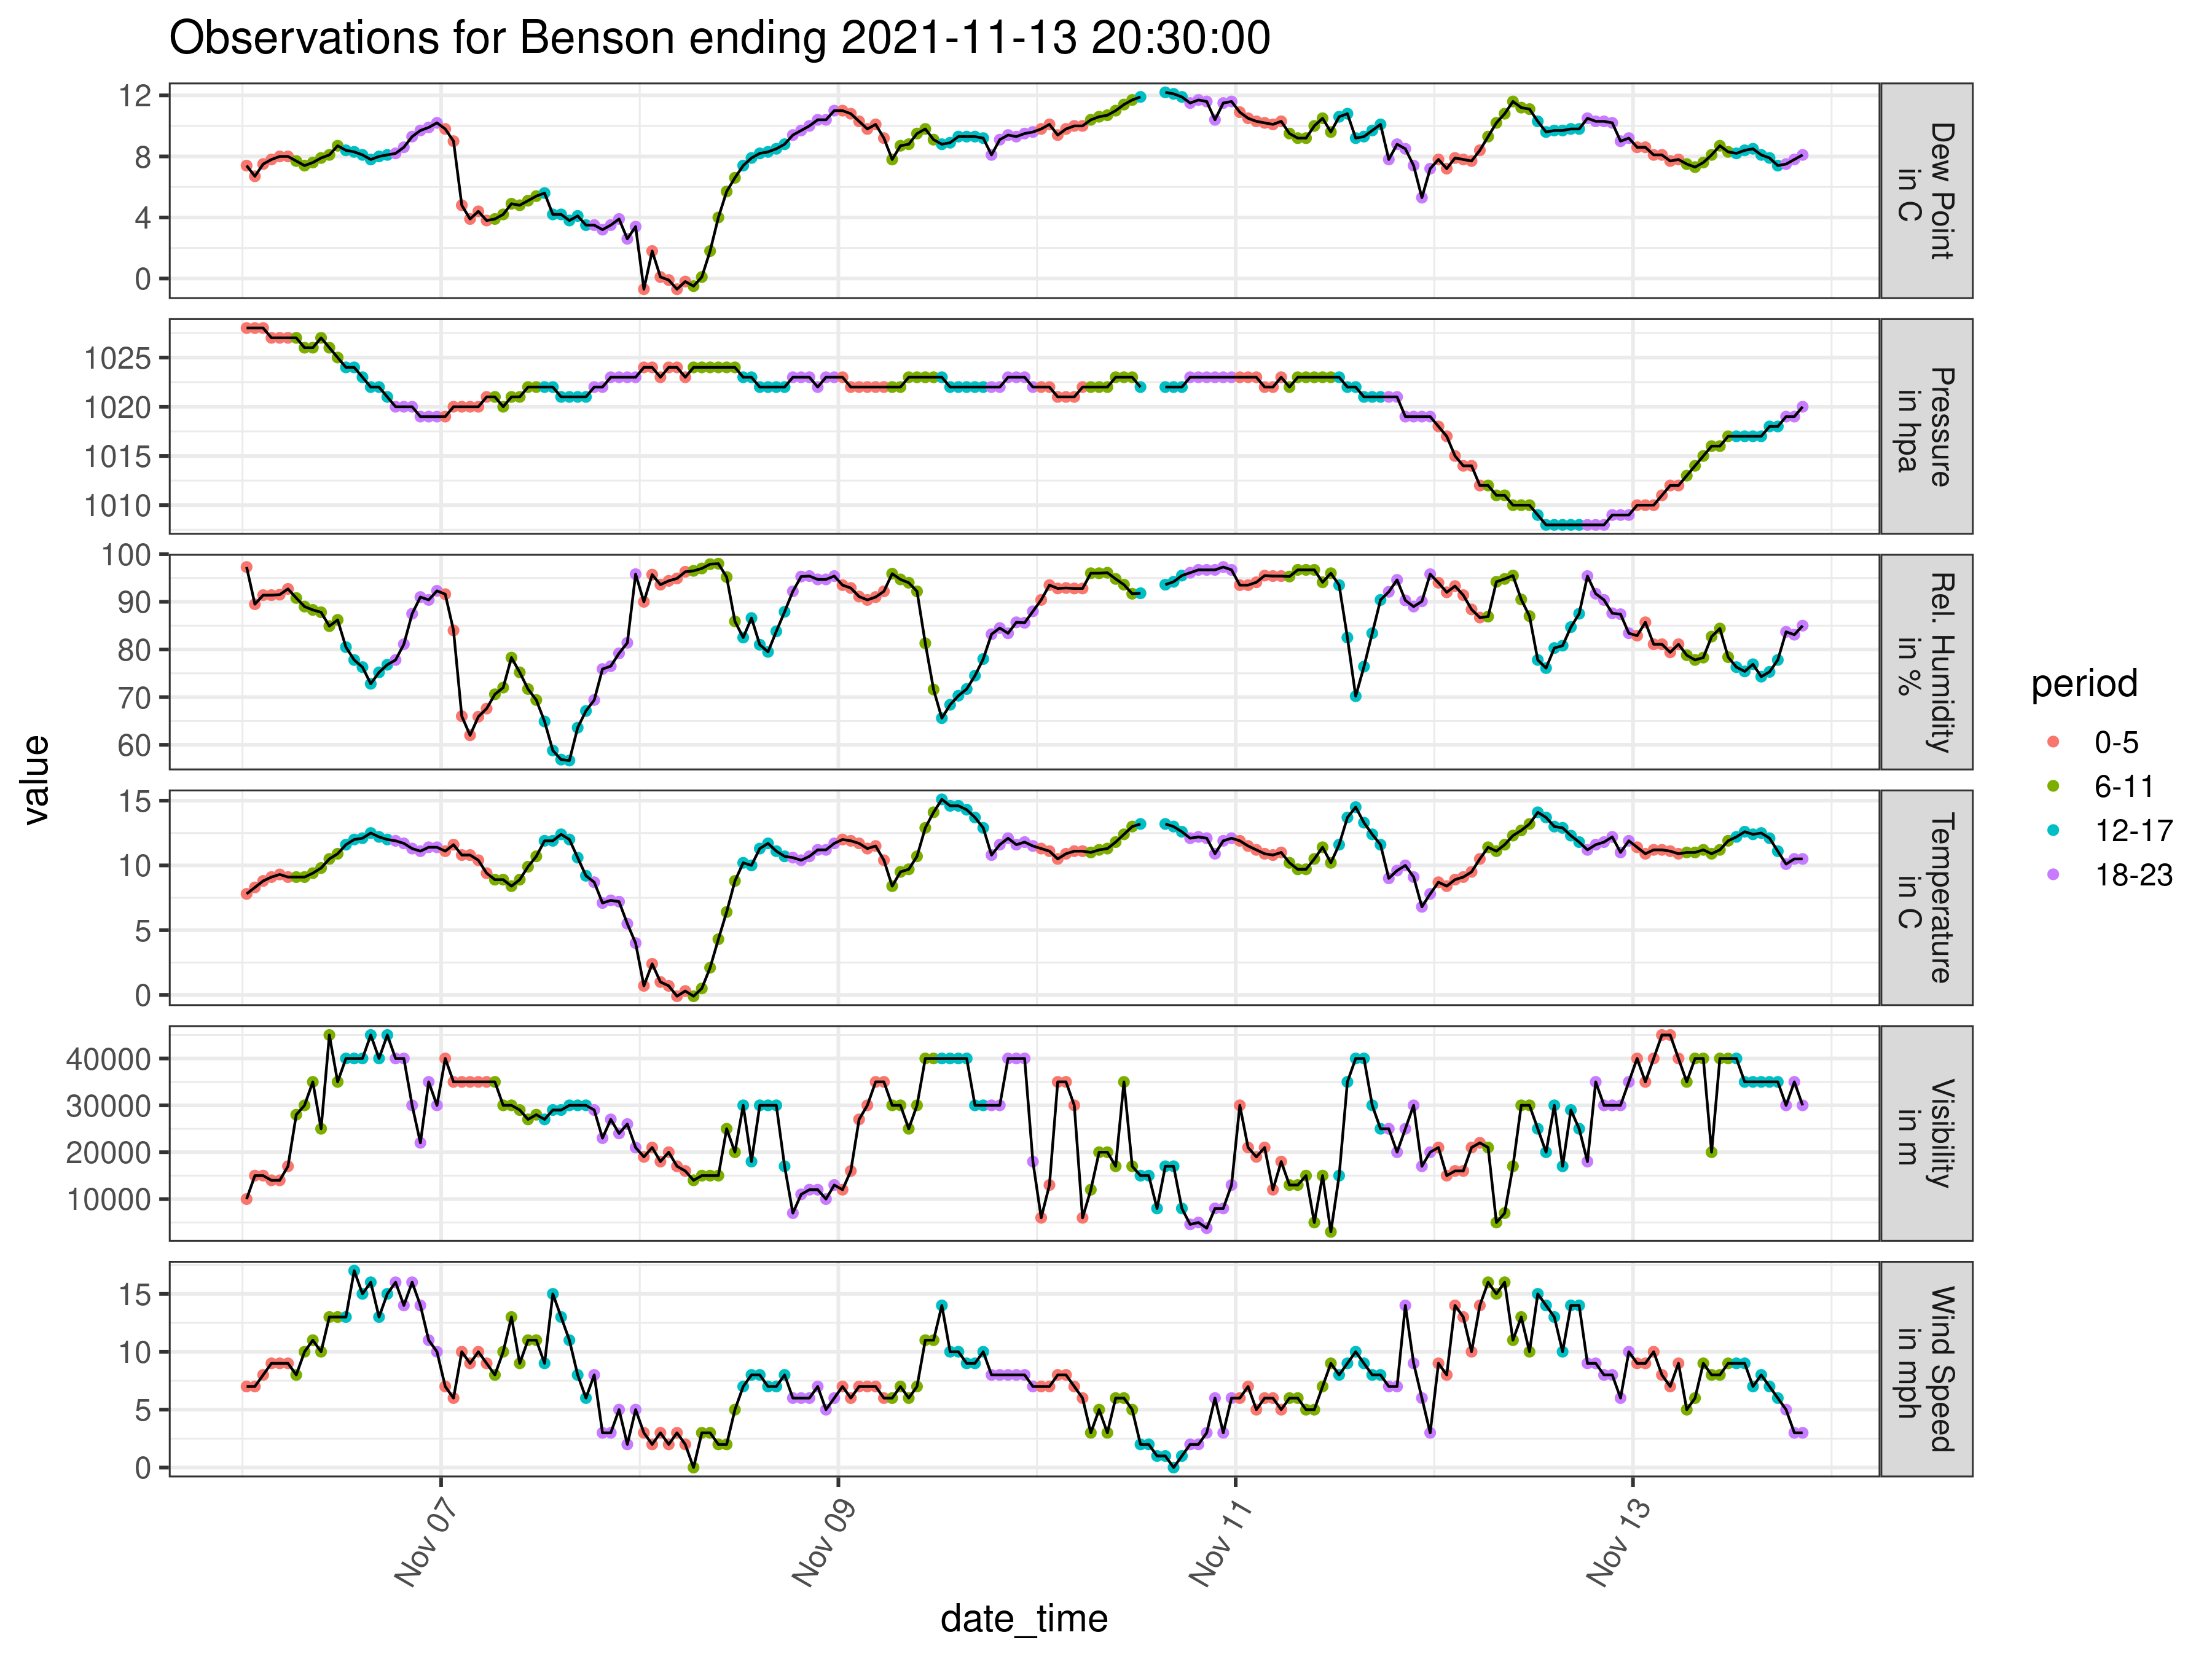 Observations for Benson ending 2021-11-13 20:30:00
value
12
8
4
0
Dew Point
in C
1025
1020
1015
1010
Pressure
in hpa
100
90
80
70
60
Rel. Humidity
in %
15
10
5
0
Temperature
in C
40000
30000
20000
10000
Visibility
in m
15
10
5
0
Wind Speed
in mph
Nov 07
Nov 09
Nov 11
Nov 13
date_time
period
0-5
6-11
12-17
18-23